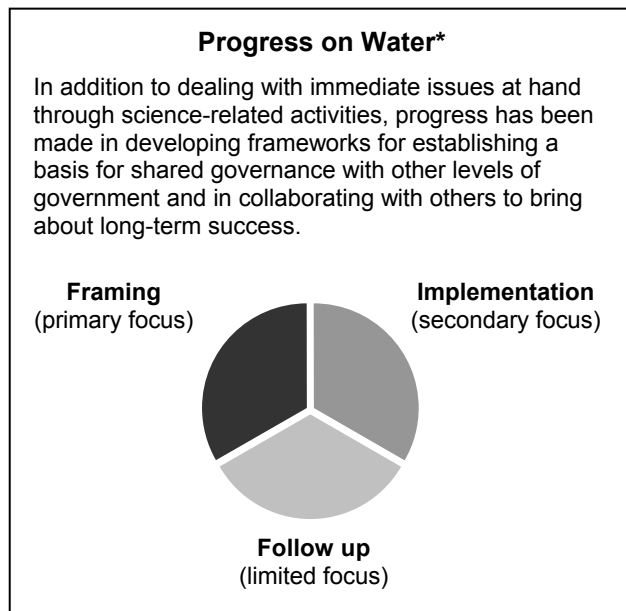 Progress on Water*
In addition to dealing with immediate issues at hand
through science-related activities, progress has been
made in developing frameworks for establishing a
basis for shared governance with other levels of
government and in collaborating with others to bring
about long-term success.
Framing
(primary focus)
Implementation
(secondary focus)
Follow up
(limited focus)